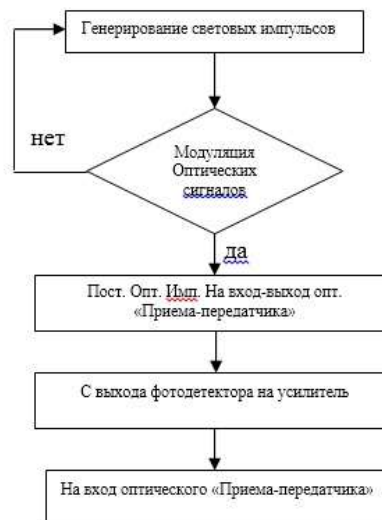 Генерирование световых импульсов
нет
Модуляция
Оптических
сигналов
да
Пост. Опт. Имп. На вход-выход опт.
«Приема-передатчика»
С выхода фотодетектора на усилитель
На вход оптического «Приема-передатчика»